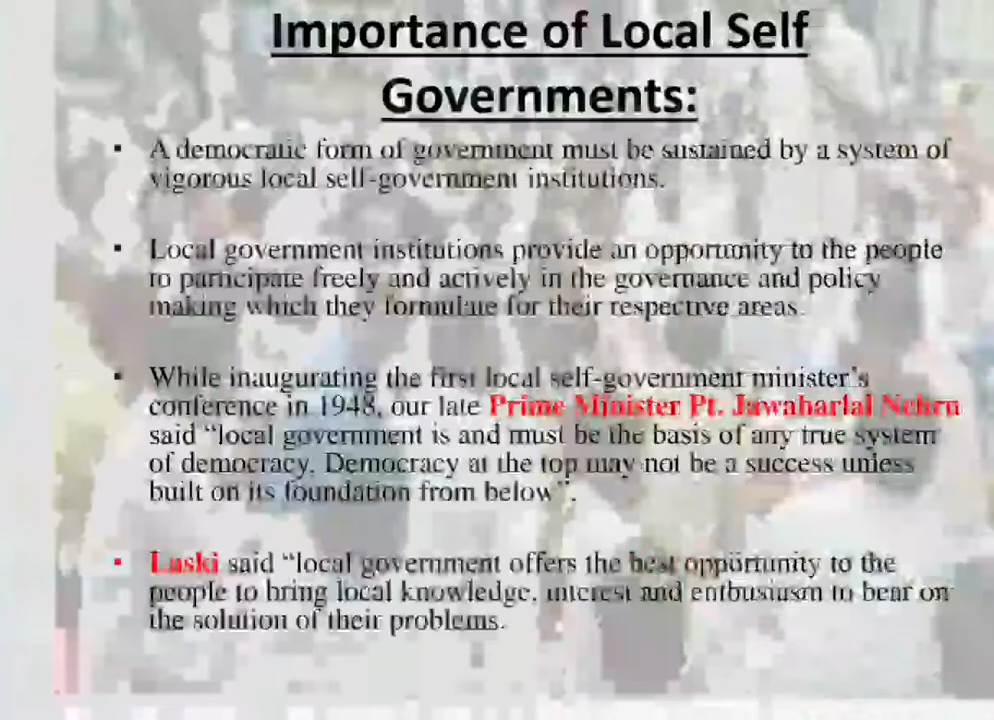 Importance of Local Self
Governments:
▪ A democratic form of government must be sustained by a system of
vigorous local self-government institutions.
▪ Local government institutions provide an opportunity to the people
to participate freely and actively in the governance and policy
making which they formulate for their respective areas.
▪ While inaugurating the first local self-government minister's
conference in 1948, our late Prime Minister Pt. Jawaharlal Nehru
said “local government is and must be the basis of any true system
of democracy. Democracy at the top may not be a success unless
built on its foundation from below”.
▪ Laski said “local government offers the best opportunity to the
people to bring local knowledge, interest and enthusiasm to bear on
the solution of their problems.